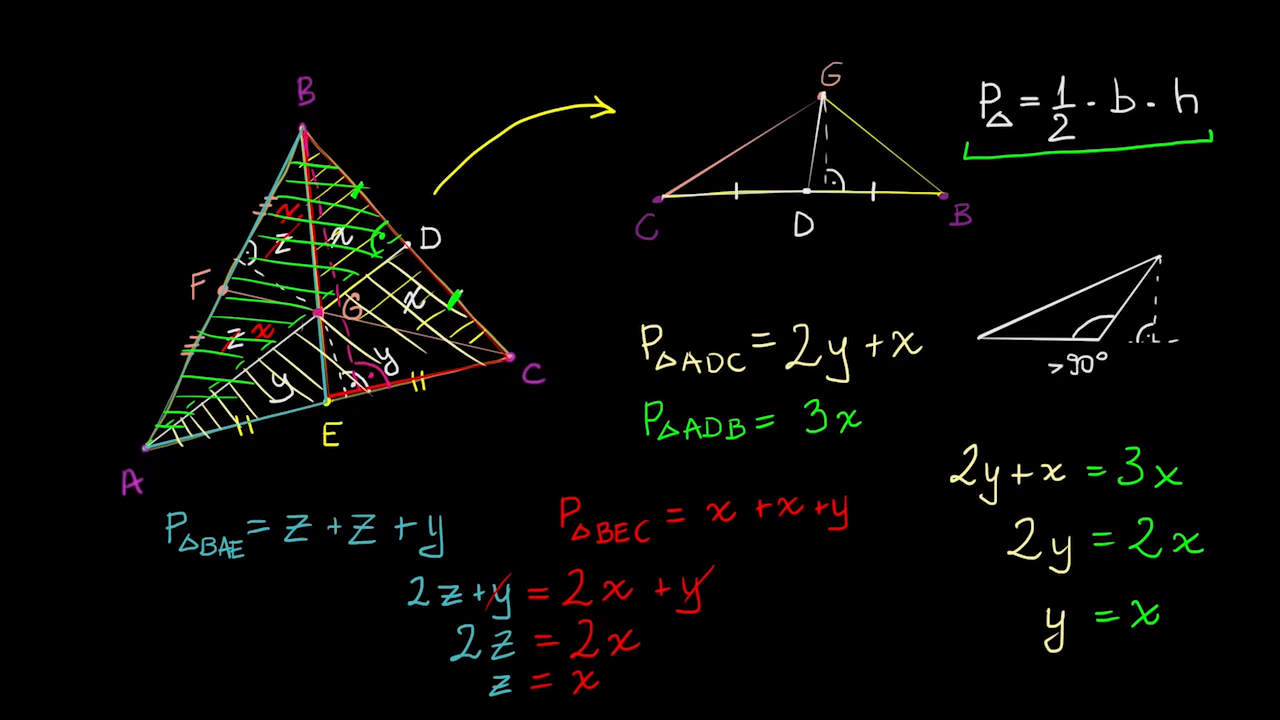 B
G
P△ = 1/2 · b · h
C
D
B
x
z
x
D
F
G
x
z
x
y
y
C
E
A
>90°
P△ADC = 2y + x
P△ADB = 3x
2y + x = 3x
2y = 2x
y = x
P△BAE = z + z + y
P△BEC = x + x + y
2z + y = 2x + y
2z = 2x
z = x